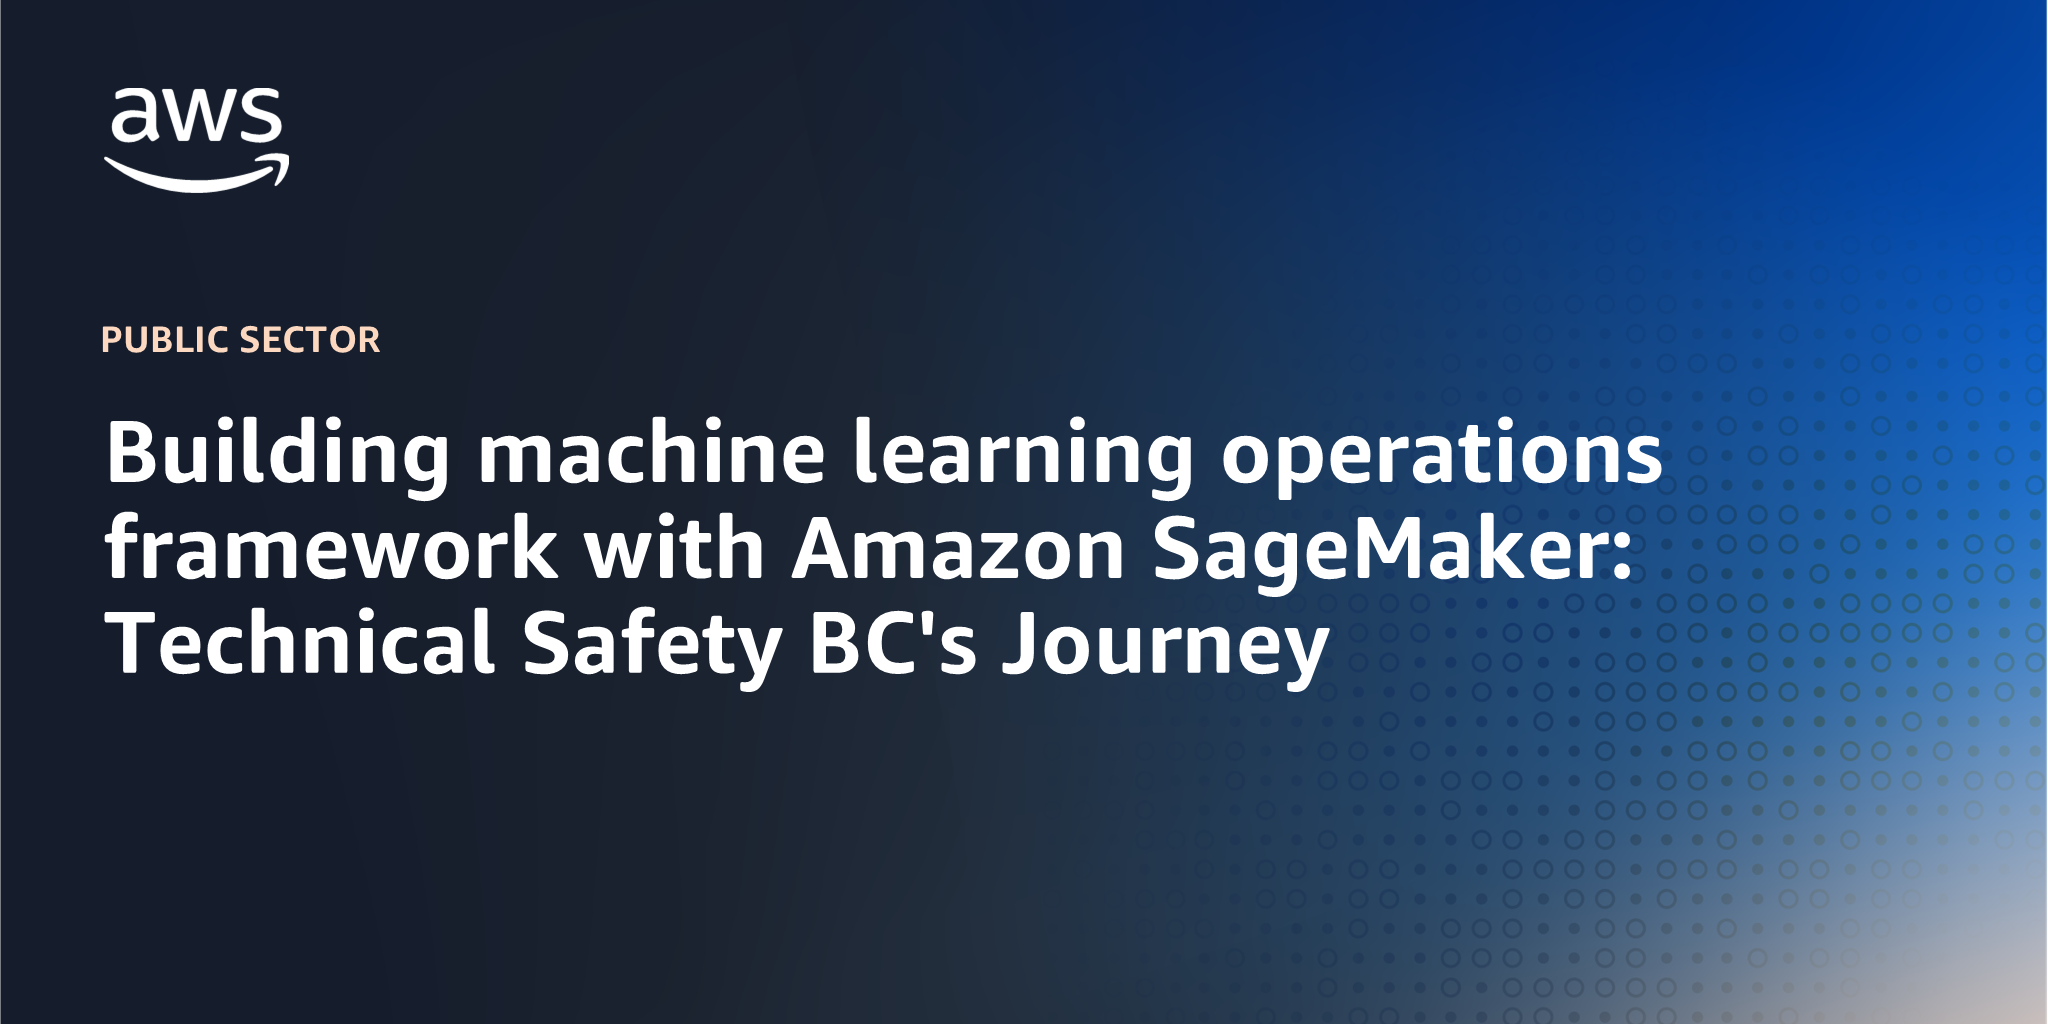 aws
PUBLIC SECTOR
Building machine learning operations
framework with Amazon SageMaker:
Technical Safety BC's Journey